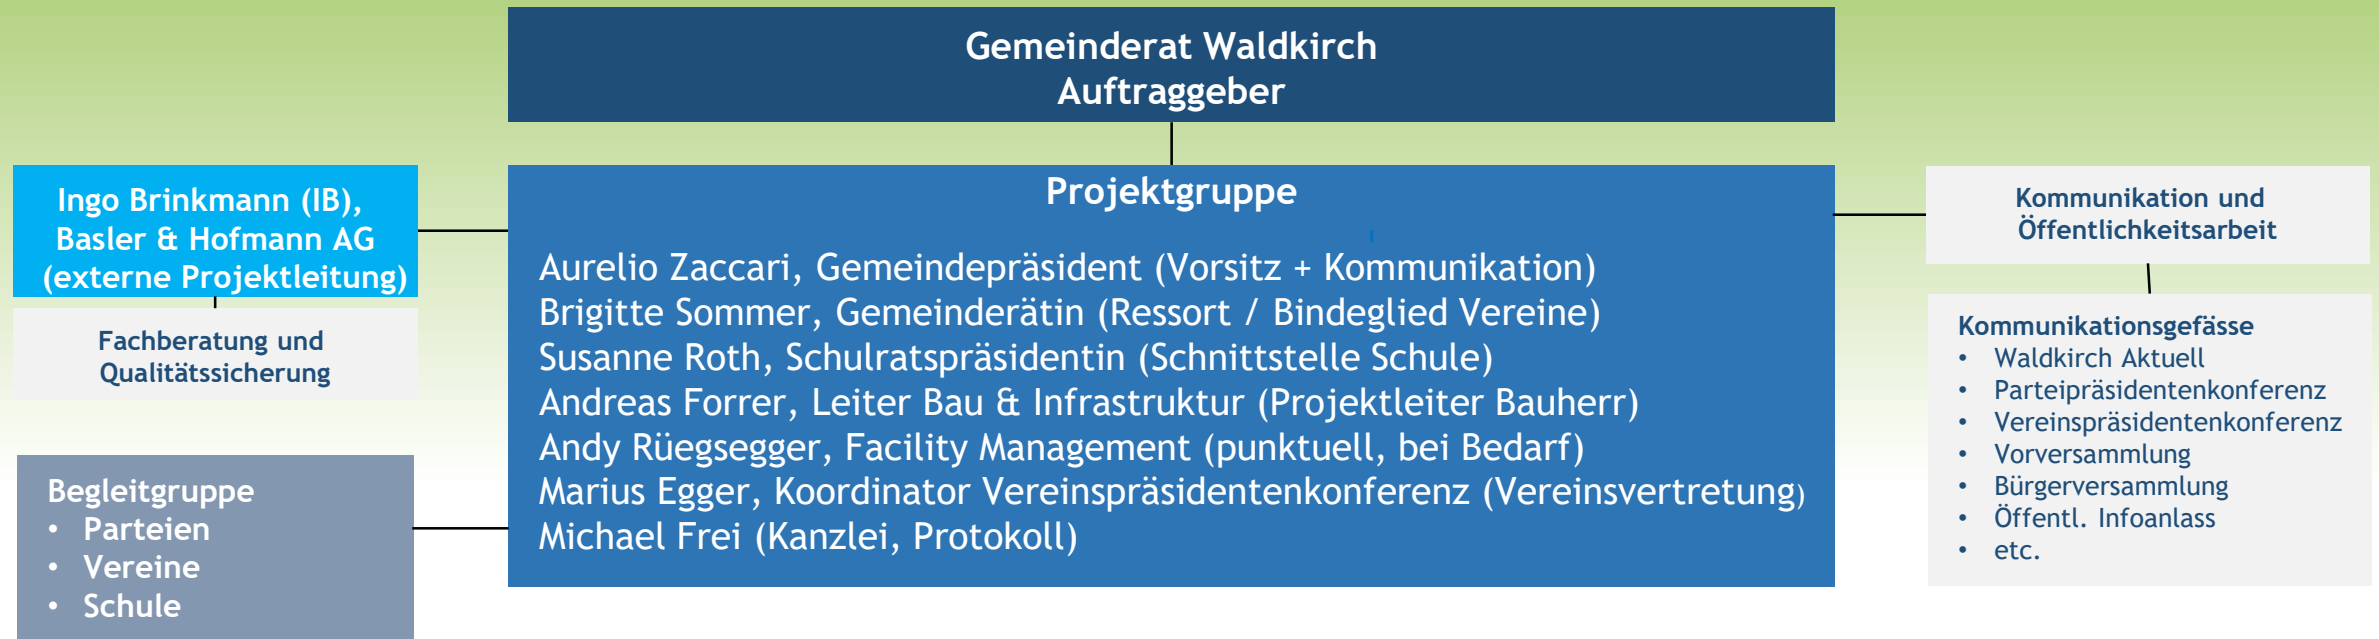 Gemeinderat Waldkirch
Auftraggeber
Ingo Brinkmann (IB),
Basler & Hofmann AG
(externe Projektleitung)
Fachberatung und
Qualitätssicherung
Begleitgruppe
• Parteien
• Vereine
• Schule
Projektgruppe
Aurelio Zaccari, Gemeindepräsident (Vorsitz + Kommunikation)
Brigitte Sommer, Gemeinderätin (Ressort / Bindeglied Vereine)
Susanne Roth, Schulratspräsidentin (Schnittstelle Schule)
Andreas Forrer, Leiter Bau & Infrastruktur (Projektleiter Bauherr)
Andy Rüegsegger, Facility Management (punktuell, bei Bedarf)
Marius Egger, Koordinator Vereinspräsidentenkonferenz (Vereinsvertretung)
Michael Frei (Kanzlei, Protokoll)
Kommunikation und
Öffentlichkeitsarbeit
Kommunikationsgefässe
• Waldkirch Aktuell
• Parteipräsidentenkonferenz
• Vereinspräsidentenkonferenz
• Vorversammlung
• Bürgerversammlung
• Öffentl. Infoanlass
• etc.